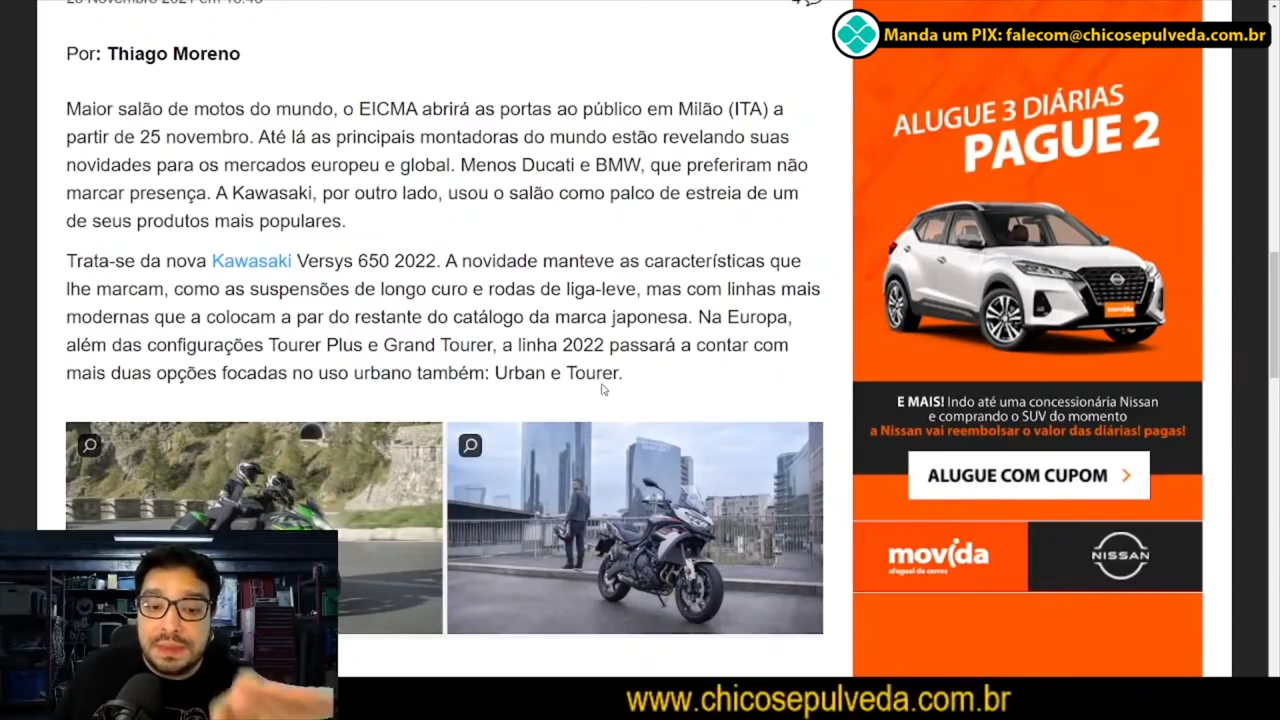 Manda um PIX: falecom@chicosepulveda.com.br
Por: Thiago Moreno
Maior salão de motos do mundo, o EICMA abrirá as portas ao público em Milão (ITA) a
partir de 25 novembro. Até lá as principais montadoras do mundo estão revelando suas
novidades para os mercados europeu e global. Menos Ducati e BMW, que preferiram não
marcar presença. A Kawasaki, por outro lado, usou o salão como palco de estreia de um
de seus produtos mais populares.
Trata-se da nova Kawasaki Versys 650 2022. A novidade manteve as características que
lhe marcam, como as suspensões de longo curso e rodas de liga-leve, mas com linhas mais
modernas que a colocam a par do restante do catálogo da marca japonesa. Na Europa,
além das configurações Tourer Plus e Grand Tourer, a linha 2022 passará a contar com
mais duas opções focadas no uso urbano também: Urban e Tourer.
ALUGUE 3 DIÁRIAS
PAGUE 2
E MAIS! Indo até uma concessionária Nissan
e comprando o SUV do momento
a Nissan vai reembolsar o valor das diárias! pagas!
ALUGUE COM CUPOM
movida
aluguel de carros
NISSAN
www.chicosepulveda.com.br